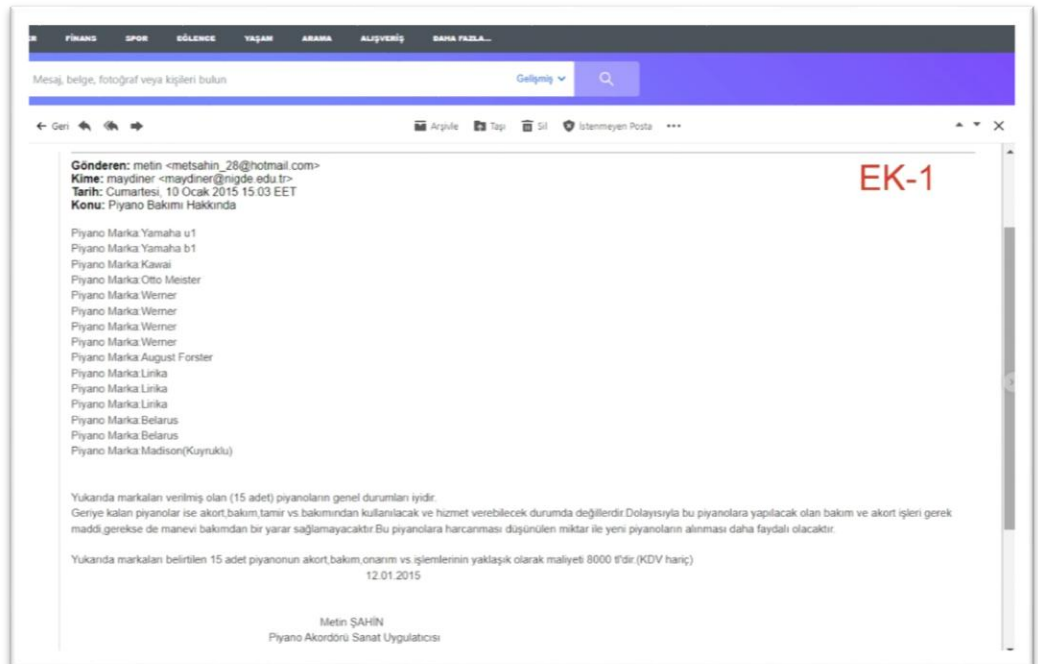 FİNANS SPOR EĞLENCE YAŞAM ARAMA ALIŞVERİŞ DAHA FAZLA...
Mesaj, belge, fotoğraf veya kişileri bulun Gelişmiş
Geri Arşivle Taşı Sil İstenmeyen Posta
EK-1
Gönderen: metin <metsahin_28@hotmail.com>
Kime: maydiner <maydiner@nigde.edu.tr>
Tarih: Cumartesi, 10 Ocak 2015 15:03 EET
Konu: Piyano Bakımı Hakkında
Piyano Marka:Yamaha u1
Piyano Marka:Yamaha b1
Piyano Marka:Kawai
Piyano Marka:Otto Meister
Piyano Marka:Werner
Piyano Marka:Werner
Piyano Marka:Werner
Piyano Marka:Werner
Piyano Marka:August Forster
Piyano Marka:Lirika
Piyano Marka:Lirika
Piyano Marka:Lirika
Piyano Marka:Belarus
Piyano Marka:Belarus
Piyano Marka:Madison(Kuyruklu)
Yukarıda markaları verilmiş olan (15 adet) piyanoların genel durumları iyidir.
Geriye kalan piyanolar ise akort,bakım,tamir vs.bakımından kullanılacak ve hizmet verebilecek durumda değillerdir.Dolayısıyla bu piyanolara yapılacak olan bakım ve akort işleri gerek
maddi,gerekse de manevi bakımdan bir yarar sağlamayacaktır.Bu piyanolara harcanması düşünülen miktar ile yeni piyanoların alınması daha faydalı olacaktır.
Yukarıda markaları belirtilen 15 adet piyanonun akort,bakım,onarım vs.işlemlerinin yaklaşık olarak maliyeti 8000 tl'dir.(KDV hariç)
12.01.2015
Metin ŞAHİN
Piyano Akordörü Sanat Uygulatıcısı